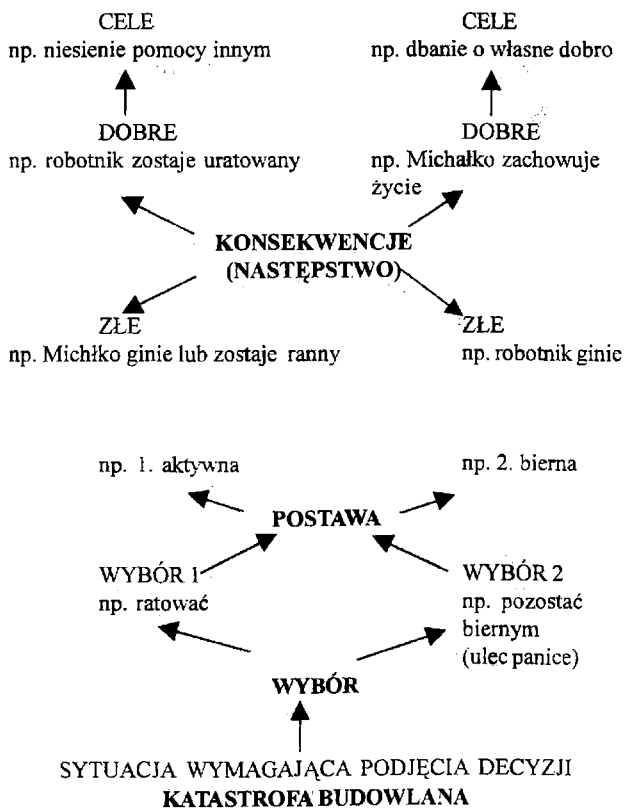 CELE
np. niesienie pomocy innym
CELE
np. dbanie o własne dobro
DOBRE
np. robotnik zostaje uratowany
DOBRE
np. Michałko zachowuje
życie
KONSEKWENCJE
(NASTĘPSTWO)
ZŁE
np. Michłko ginie lub zostaje ranny
ZŁE
np. robotnik ginie
np. 1. aktywna
np. 2. bierna
POSTAWA
WYBÓR 1
np. ratować
WYBÓR 2
np. pozostać
biernym
(ulec panice)
WYBÓR
SYTUACJA WYMAGAJĄCA PODJĘCIA DECYZJI
KATASTROFA BUDOWLANA